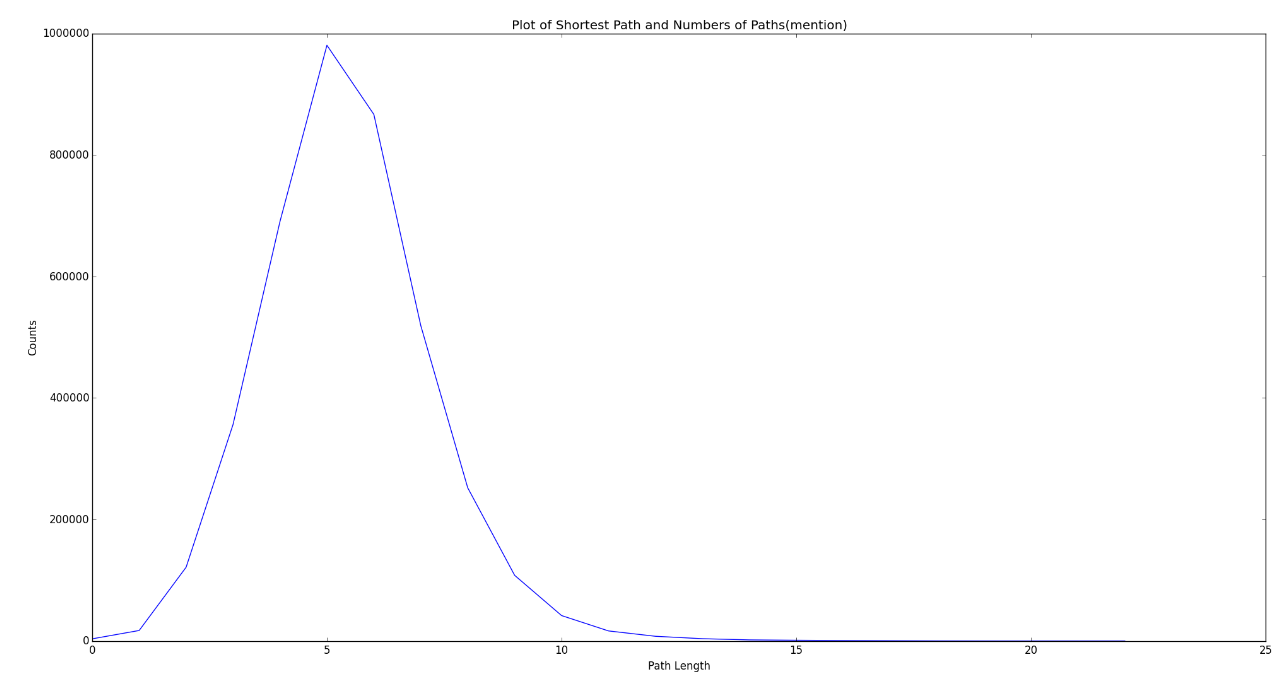 Plot of Shortest Path and Numbers of Paths(mention)
1000000
800000
600000
400000
200000
0
Counts
0 5 10 15 20 25
Path Length